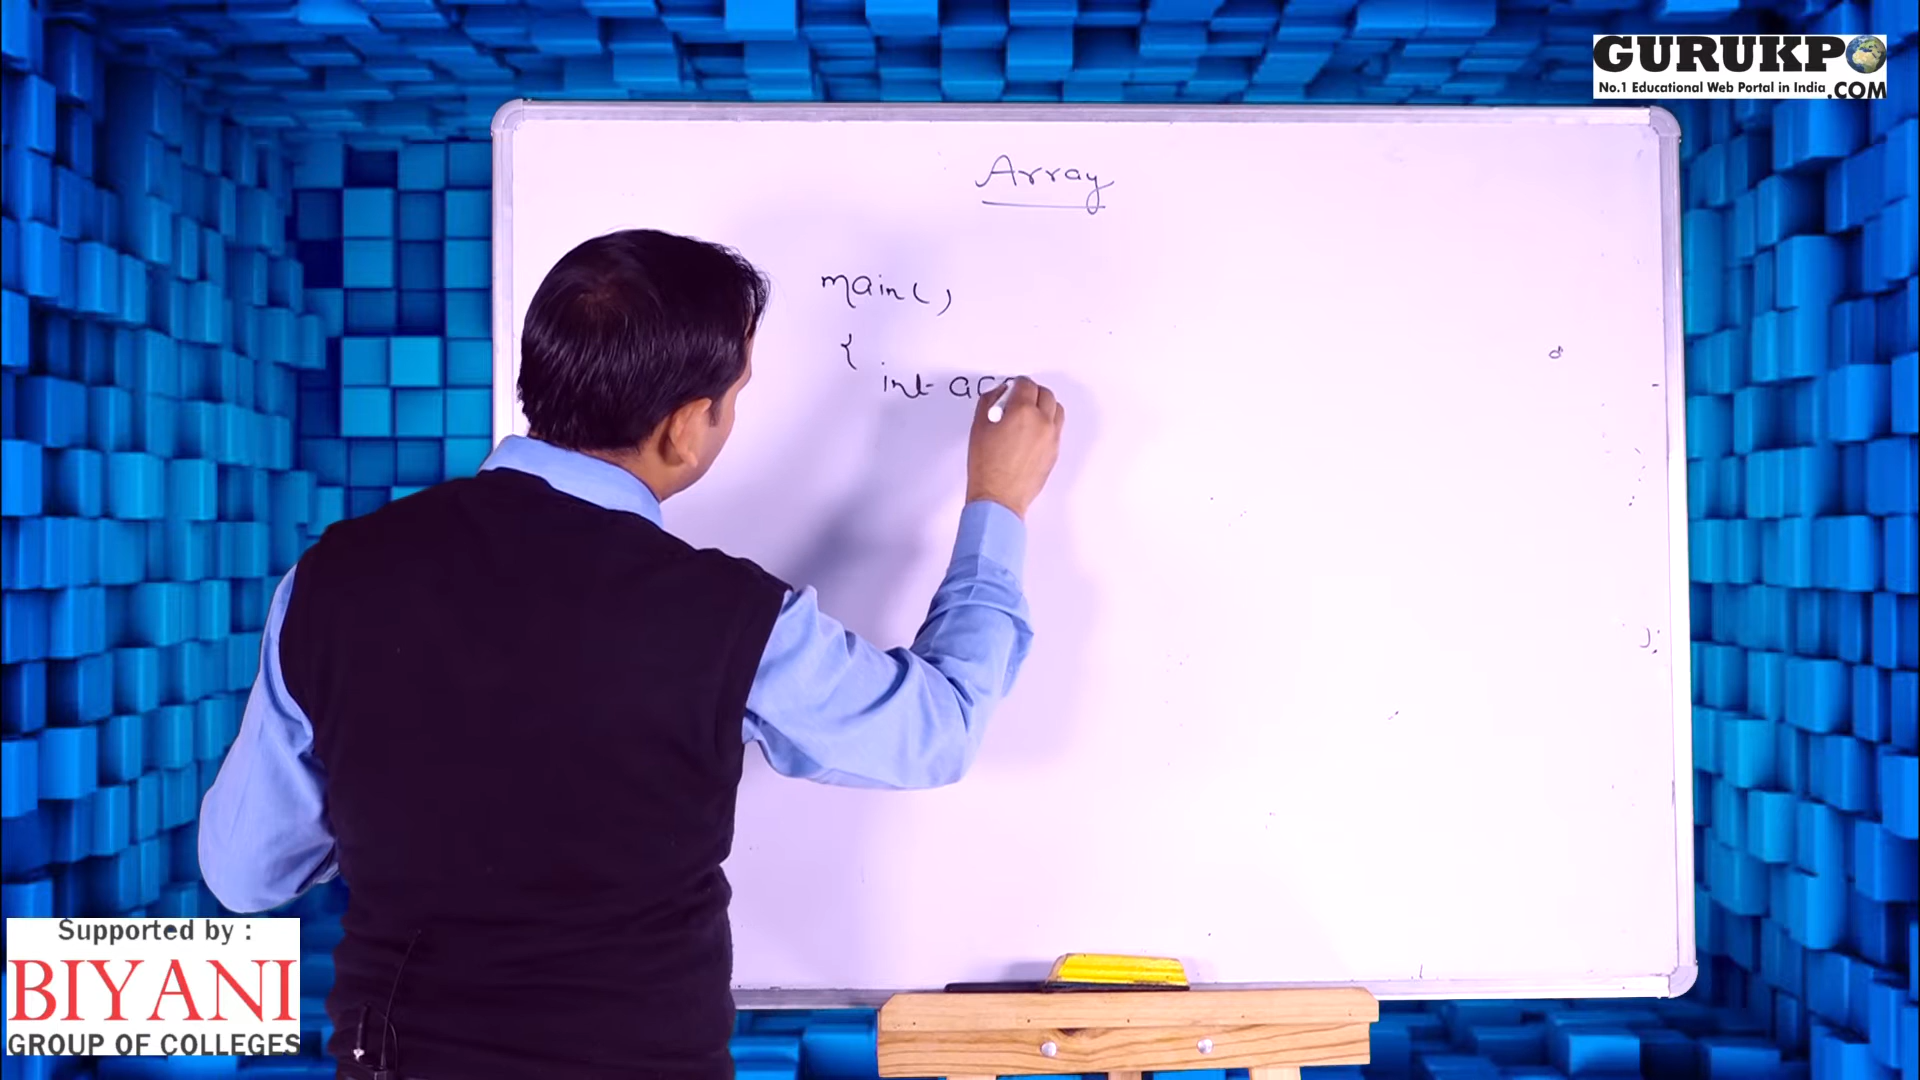 GURUKPO
No.1 Educational Web Portal in India .COM
Array
main()
{
int
Supported by :
BIYANI
GROUP OF COLLEGES